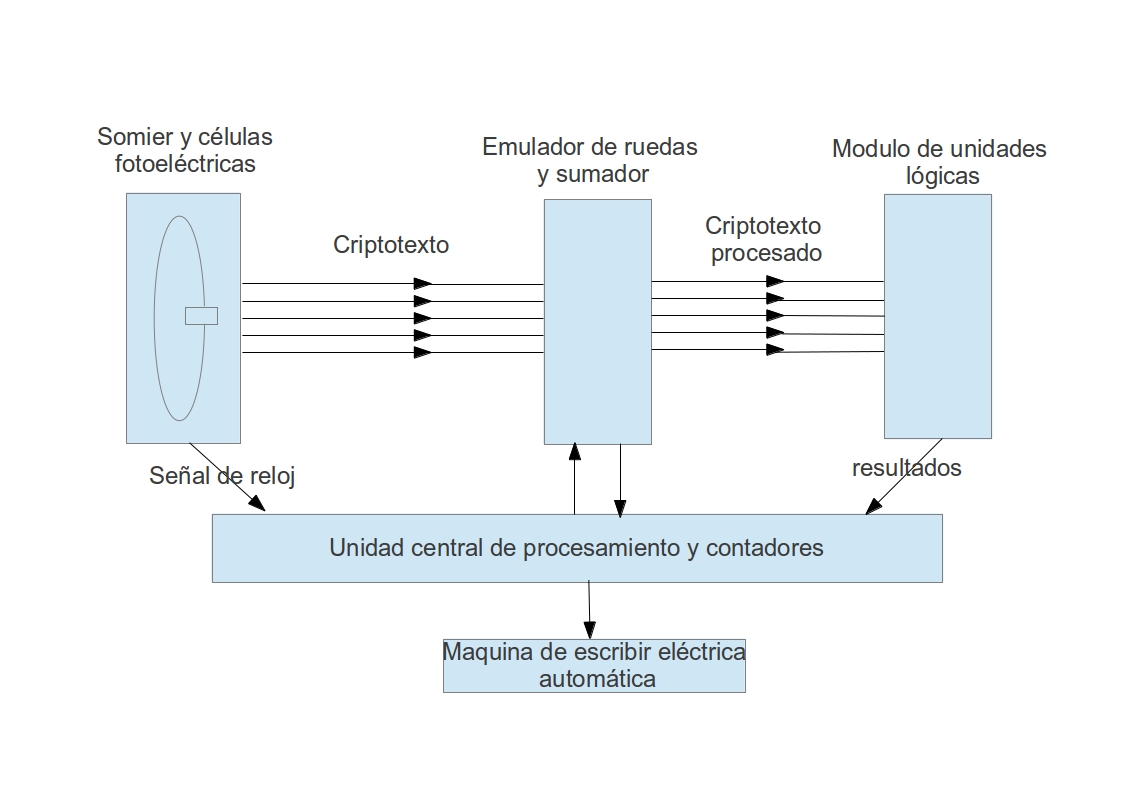 Somier y células
fotoeléctricas
Emulador de ruedas
y sumador
Modulo de unidades
lógicas
Criptotexto
Criptotexto
procesado
Señal de reloj
resultados
Unidad central de procesamiento y contadores
Maquina de escribir eléctrica
automática